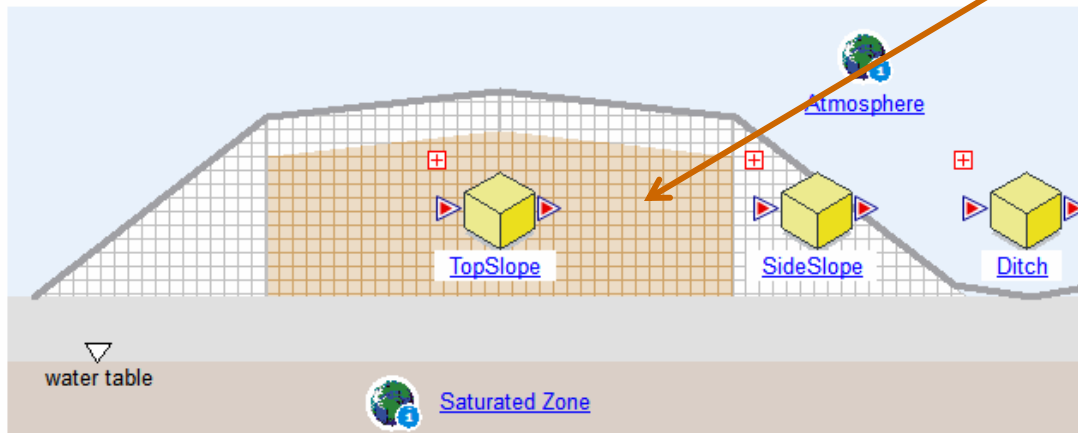 Atmosphere
TopSlope
SideSlope
Ditch
water table
Saturated Zone